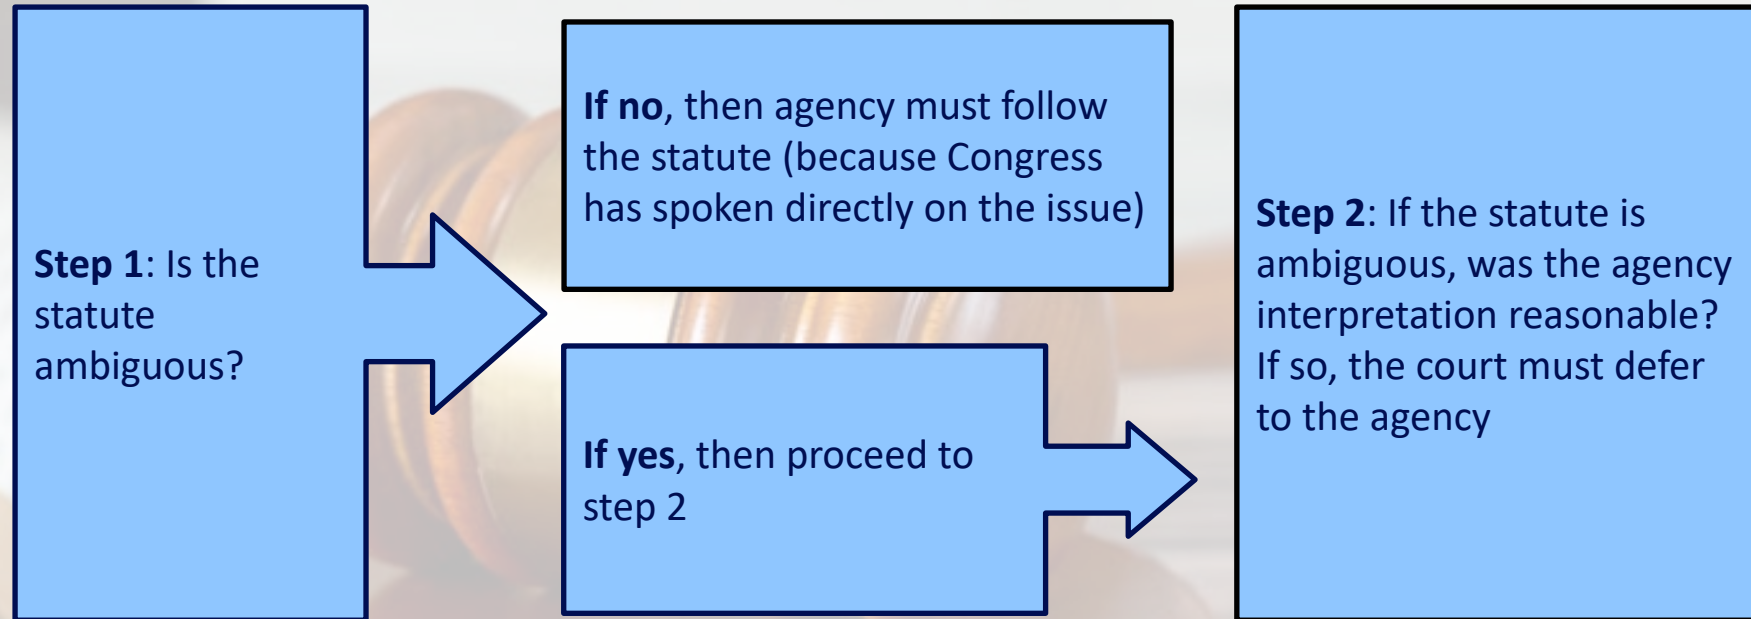 Step 1: Is the
statute
ambiguous?
If no, then agency must follow
the statute (because Congress
has spoken directly on the issue)
If yes, then proceed to
step 2
Step 2: If the statute is
ambiguous, was the agency
interpretation reasonable?
If so, the court must defer
to the agency